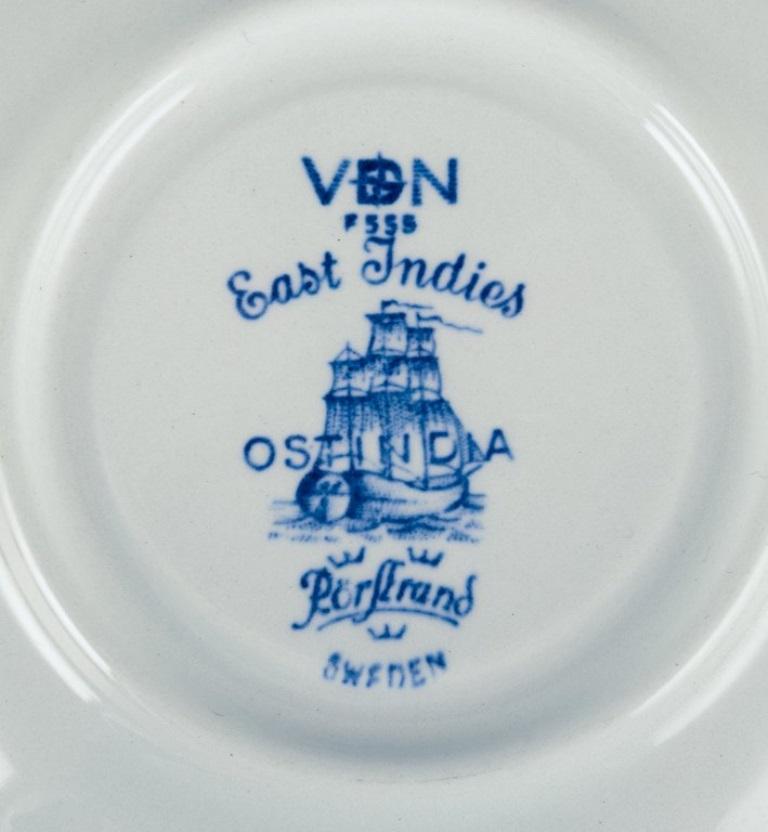 VDN
F555
East Indies
OSTINDIA
Rörstrand
SWEDEN